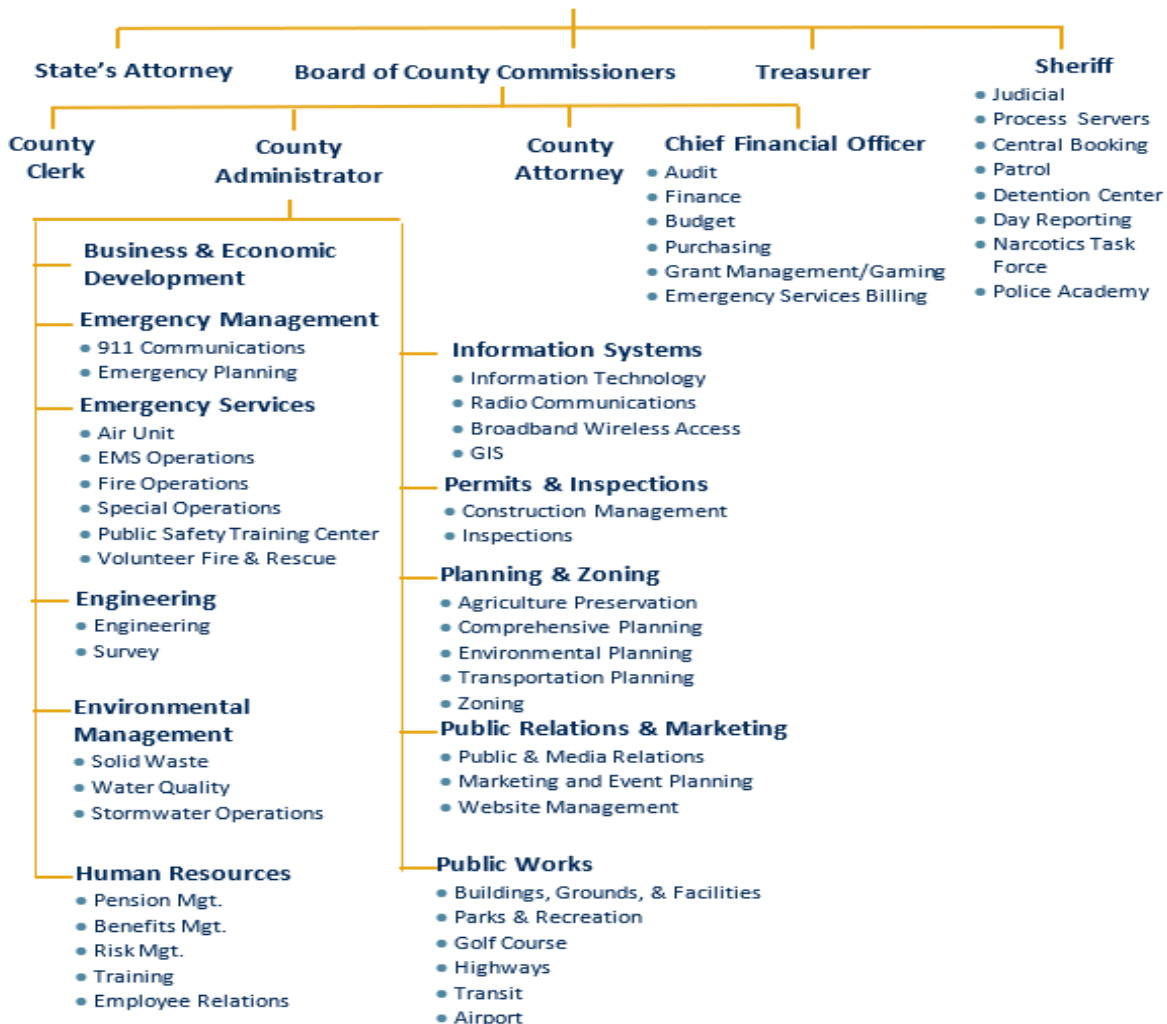 State's Attorney
Board of County Commissioners
Treasurer
Sheriff
Judicial
Process Servers
Central Booking
Patrol
Detention Center
Day Reporting
Narcotics Task
Force
Police Academy
County
Clerk
County
Administrator
County
Attorney
Chief Financial Officer
Audit
Finance
Budget
Purchasing
Grant Management/Gaming
Emergency Services Billing
Business & Economic
Development
Emergency Management
911 Communications
Emergency Planning
Emergency Services
Air Unit
EMS Operations
Fire Operations
Special Operations
Public Safety Training Center
Volunteer Fire & Rescue
Engineering
Engineering
Survey
Environmental
Management
Solid Waste
Water Quality
Stormwater Operations
Human Resources
Pension Mgt.
Benefits Mgt.
Risk Mgt.
Training
Employee Relations
Information Systems
Information Technology
Radio Communications
Broadband Wireless Access
GIS
Permits & Inspections
Construction Management
Inspections
Planning & Zoning
Agriculture Preservation
Comprehensive Planning
Environmental Planning
Transportation Planning
Zoning
Public Relations & Marketing
Public & Media Relations
Marketing and Event Planning
Website Management
Public Works
Buildings, Grounds, & Facilities
Parks & Recreation
Golf Course
Highways
Transit
Airport